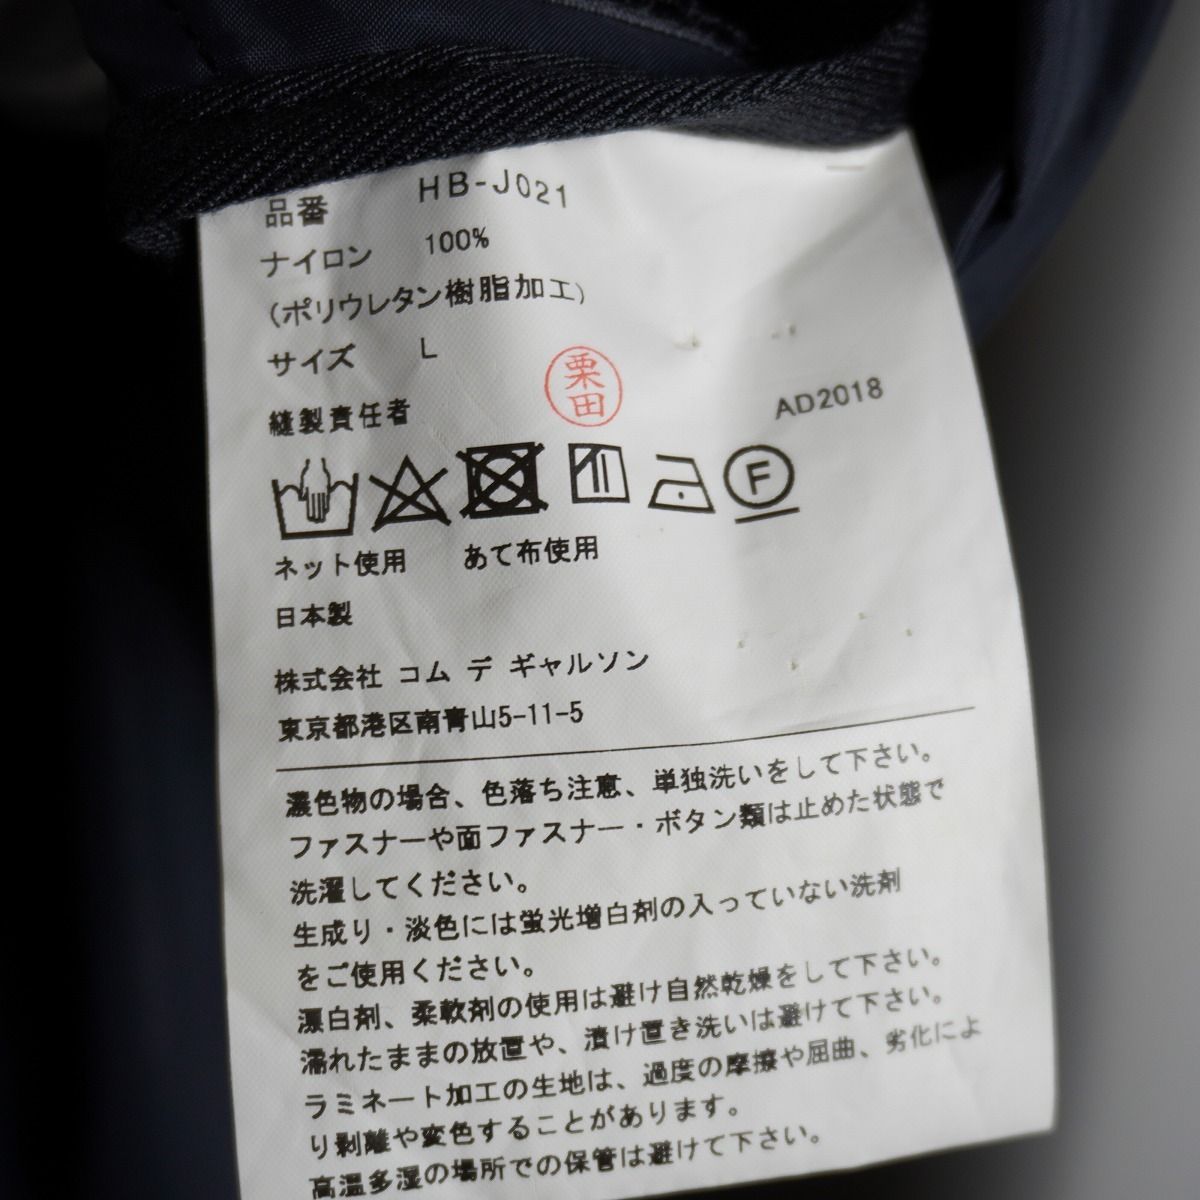 品番 HB-J021
ナイロン 100%
(ポリウレタン樹脂加工)
サイズ L
縫製責任者 栗田
AD2018
F
ネット使用 あて布使用
日本製
株式会社 コム デ ギャルソン
東京都港区南青山5-11-5
濃色物の場合、色落ち注意、単独洗いをして下さい。
ファスナーや面ファスナー・ボタン類は止めた状態で
洗濯してください。
生成り・淡色には蛍光増白剤の入っていない洗剤
をご使用ください。
漂白剤、柔軟剤の使用は避け自然乾燥をして下さい。
濡れたままの放置や、漬け置き洗いは避けて下さい。
ラミネート加工の生地は、過度の摩擦や屈曲、劣化によ
り剥離や変色することがあります。
高温多湿の場所での保管は避けて下さい。